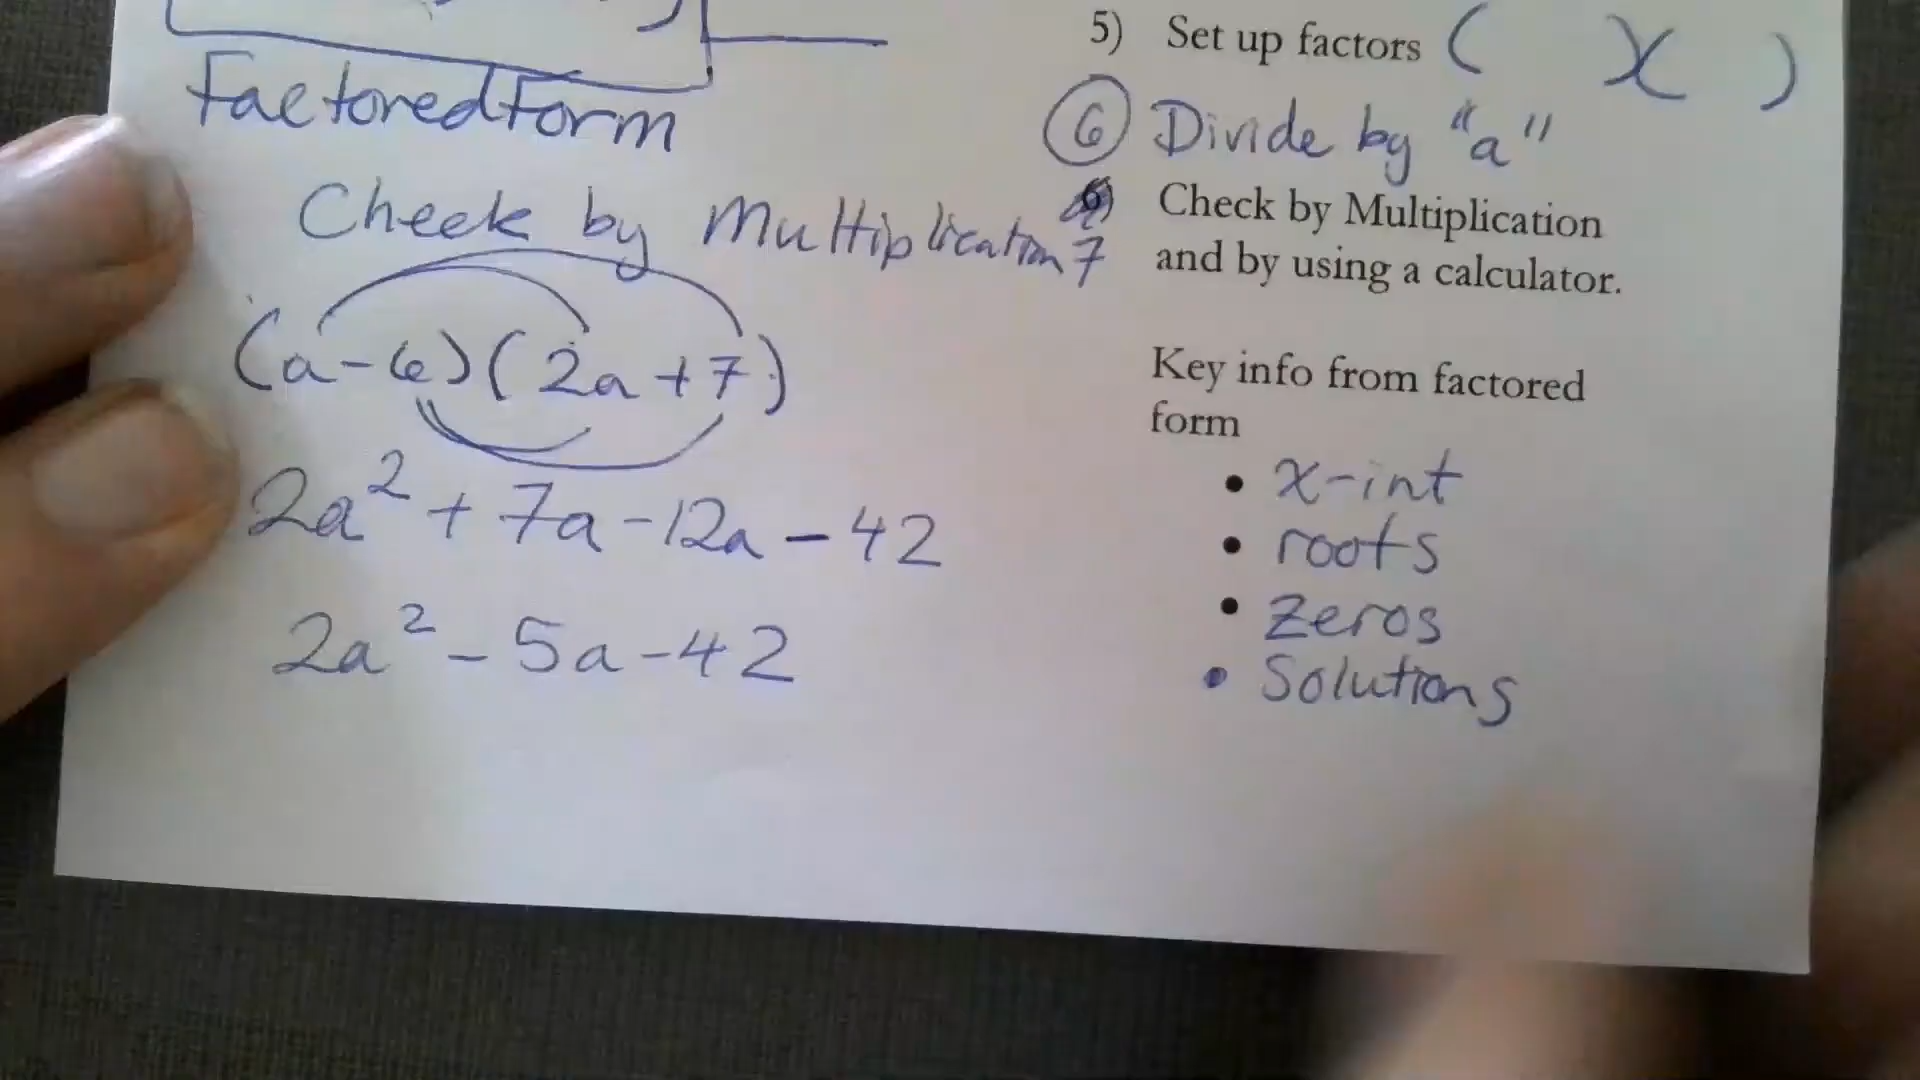 Factored Form
Check by Multiplication
(a-6)(2a+7)
2a² + 7a -12a - 42
2a² - 5a - 42
5) Set up factors ( x )
6 Divide by "a"
7 Check by Multiplication
and by using a calculator.
Key info from factored
form
• x-int
• roots
• zeros
• Solutions